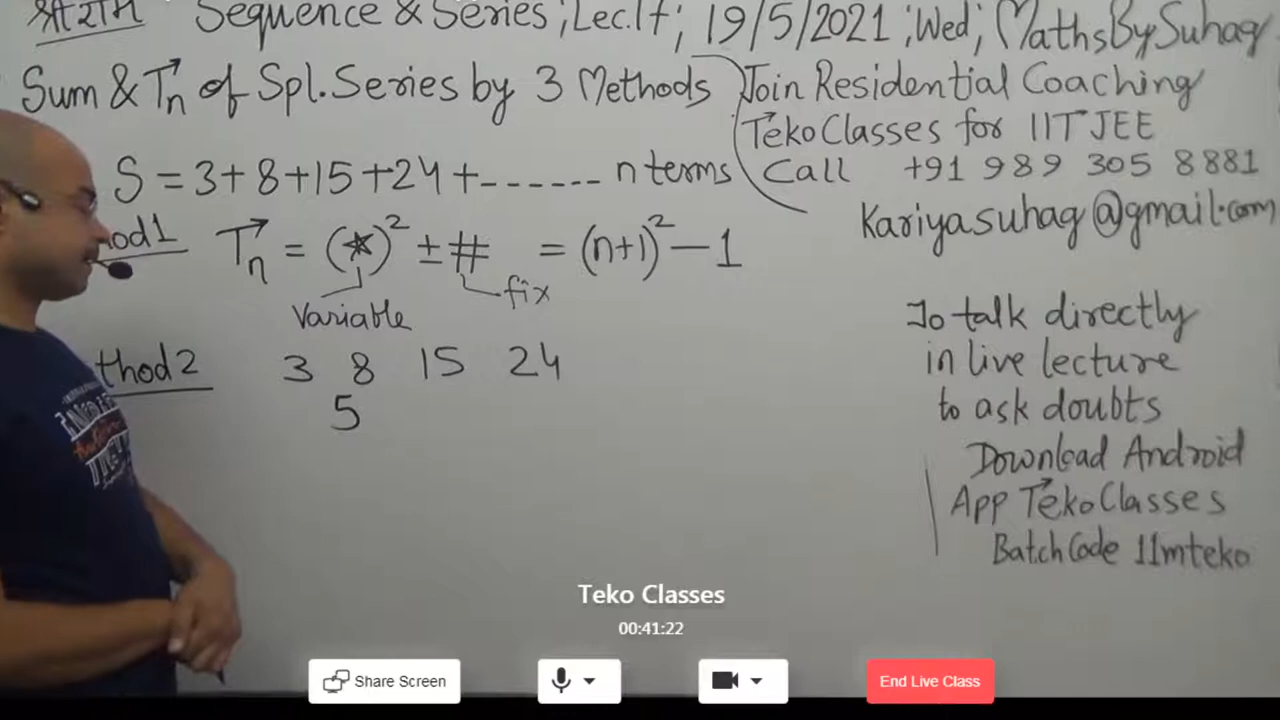 श्री राम Sequence & Series ; Lec.17 ; 19/5/2021 ; Wed ; MathsBySuhag
Sum & Tn of Spl. Series by 3 Methods
Join Residential Coaching
Teko Classes for IIT JEE
Call +91 989 305 8881
Kariyasuhag@gmail.com
S = 3 + 8 + 15 + 24 + ------ n terms
hod 1 Tn = (*)² ± # = (n+1)² - 1
Variable fix
thod 2 3 8 15 24
5
To talk directly
in live lecture
to ask doubts
Download Android
App TekoClasses
Batch Code 11mteko
Teko Classes
00:41:22
Share Screen
End Live Class